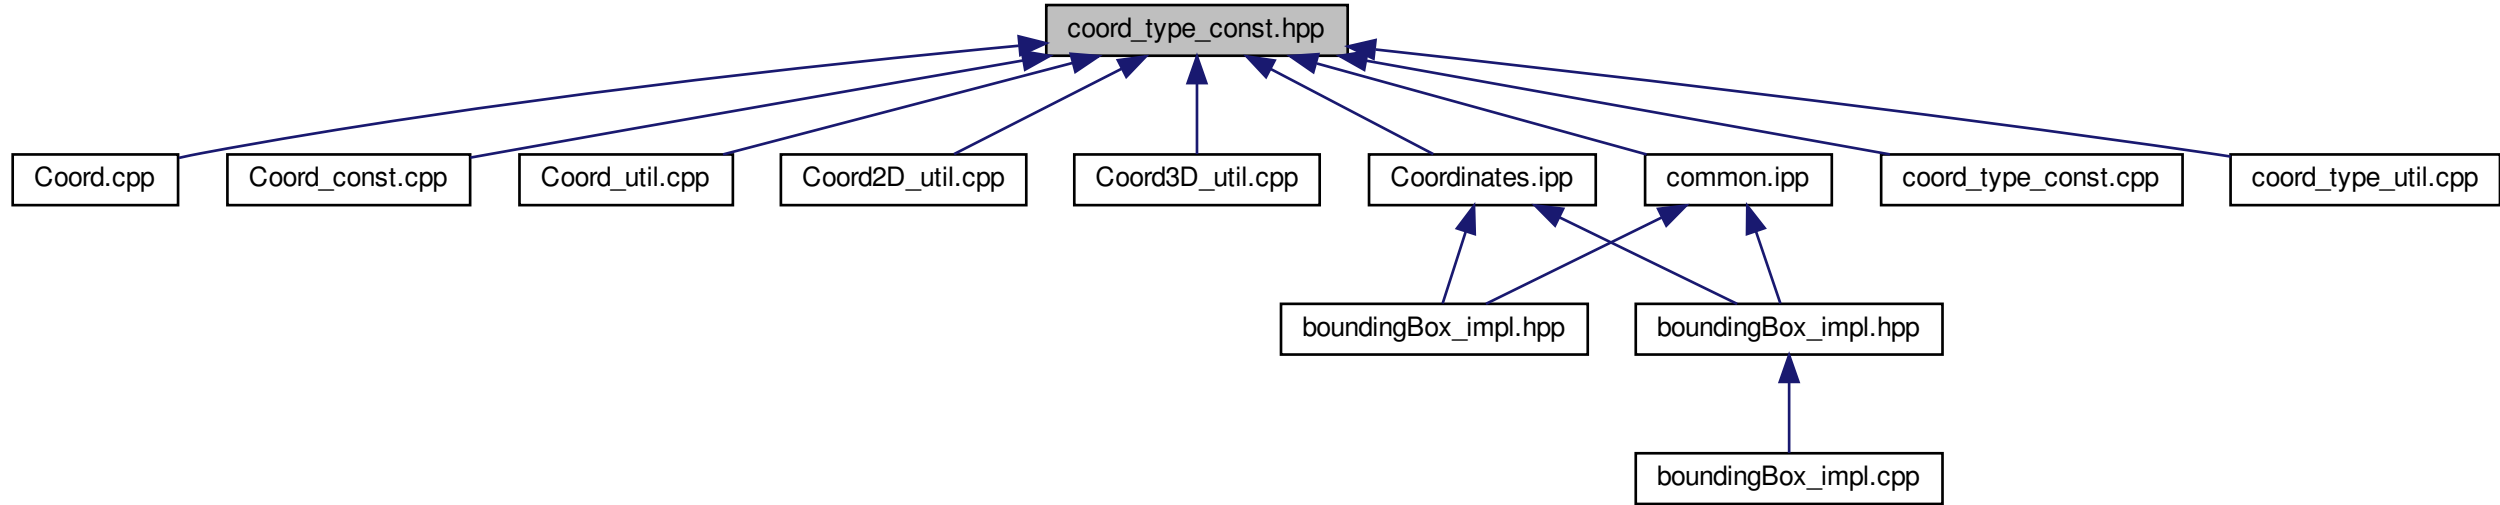 coord_type_const.hpp
Coord.cpp
Coord_const.cpp
Coord_util.cpp
Coord2D_util.cpp
Coord3D_util.cpp
Coordinates.ipp
common.ipp
coord_type_const.cpp
coord_type_util.cpp
boundingBox_impl.hpp
boundingBox_impl.hpp
boundingBox_impl.cpp